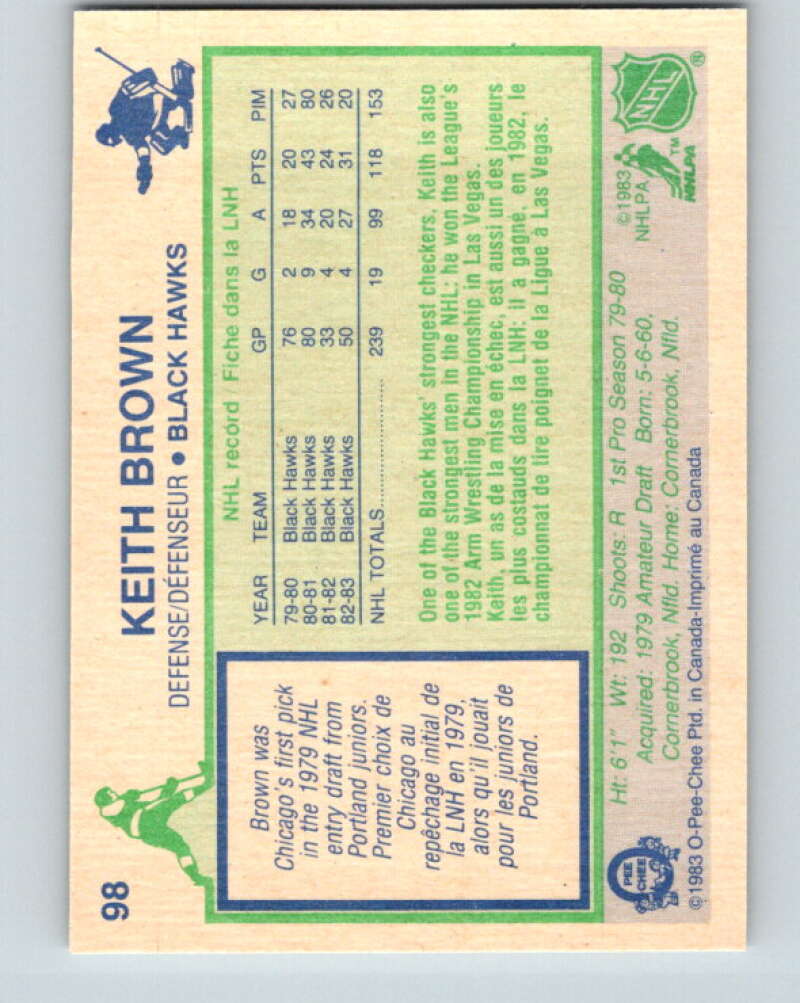 98
KEITH BROWN
DEFENSE/DÉFENSEUR • BLACK HAWKS
Brown was
Chicago's first pick
in the 1979 NHL
entry draft from
Portland juniors.
Premier choix de
Chicago au
repêchage initial de
la LNH en 1979,
alors qu'il jouait
pour les juniors de
Portland.
NHL record Fiche dans la LNH
YEAR TEAM GP G A PTS PIM
79-80 Black Hawks 76 2 18 20 27
80-81 Black Hawks 80 9 34 43 80
81-82 Black Hawks 33 4 20 24 26
82-83 Black Hawks 50 4 27 31 20
NHL TOTALS.................... 239 19 99 118 153
One of the Black Hawks' strongest checkers, Keith is also
one of the strongest men in the NHL: he won the League's
1982 Arm Wrestling Championship in Las Vegas.
Keith, un as de la mise en échec, est aussi un des joueurs
les plus costauds dans la LNH: il a gagné, en 1982, le
championnat de tire poignet de la Ligue à Las Vegas.
Ht: 6'1" Wt: 192 Shoots: R 1st Pro Season 79-80
Acquired: 1979 Amateur Draft Born: 5-6-60,
Cornerbrook, Nfld. Home: Cornerbrook, Nfld.
©1983
NHLPA
NHLPA
TM
NHL
®
O
PEE
CHEE
©1983 O-Pee-Chee Ptd. in Canada-Imprimé au Canada